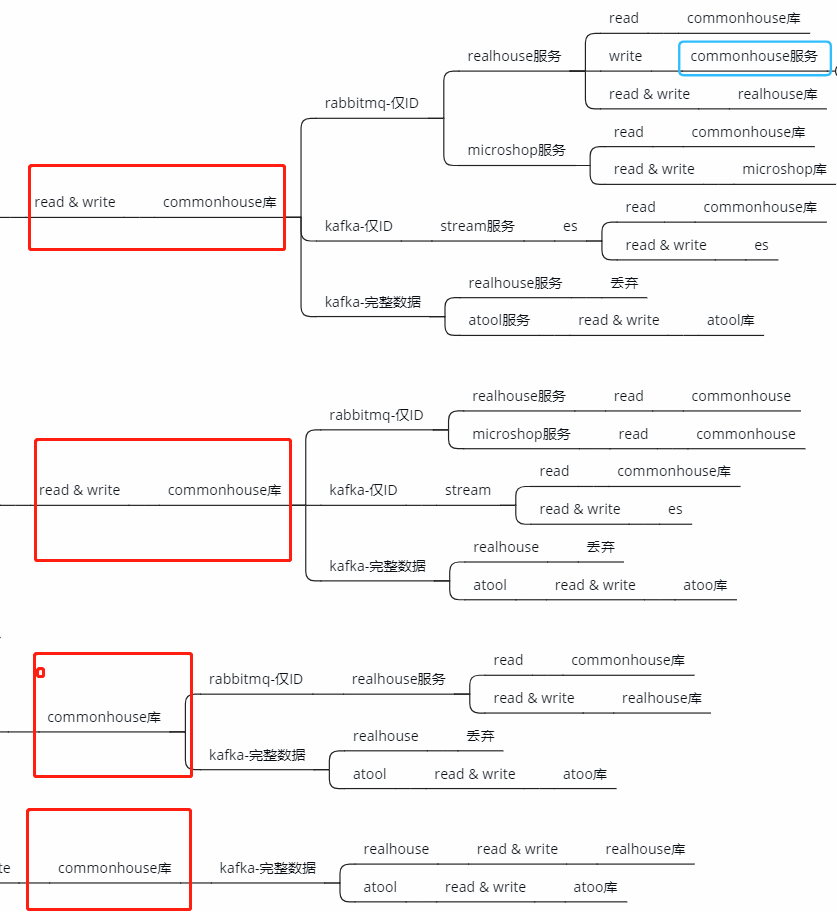 read commonhouse库
realhouse服务 write commonhouse服务
read & write realhouse库
rabbitmq-仅ID
read commonhouse库
microshop服务
read & write microshop库
read & write commonhouse库
read commonhouse库
kafka-仅ID stream服务 es
read & write es
realhouse服务 丢弃
kafka-完整数据
atool服务 read & write atool库
realhouse服务 read commonhouse
rabbitmq-仅ID
microshop服务 read commonhouse
read commonhouse库
read & write commonhouse库 kafka-仅ID stream
read & write es
realhouse 丢弃
kafka-完整数据
atool read & write atoo库
read commonhouse库
rabbitmq-仅ID realhouse服务
read & write realhouse库
commonhouse库
realhouse 丢弃
kafka-完整数据
atool read & write atoo库
realhouse read & write realhouse库
te commonhouse库 kafka-完整数据
atool read & write atoo库